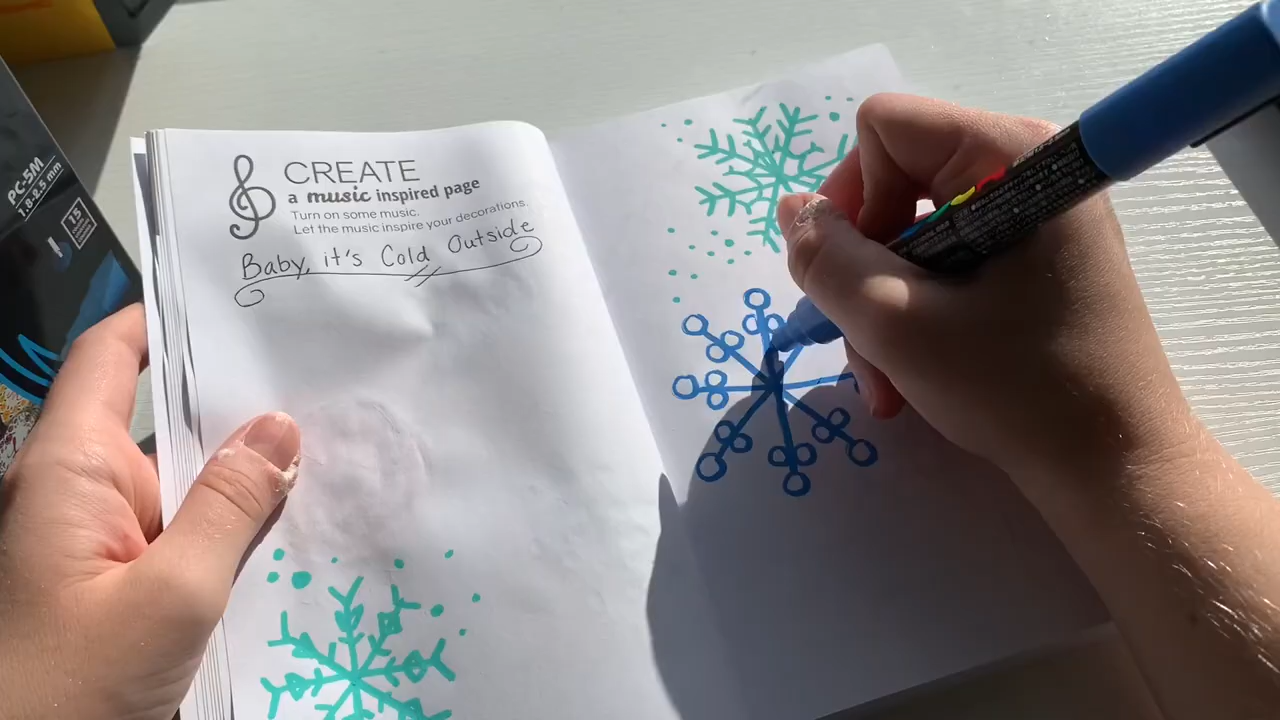 CREATE
a music inspired page
Turn on some music.
Let the music inspire your decorations.
Baby, it's Cold Outside
PC-5M
1.8-2.5 mm
15